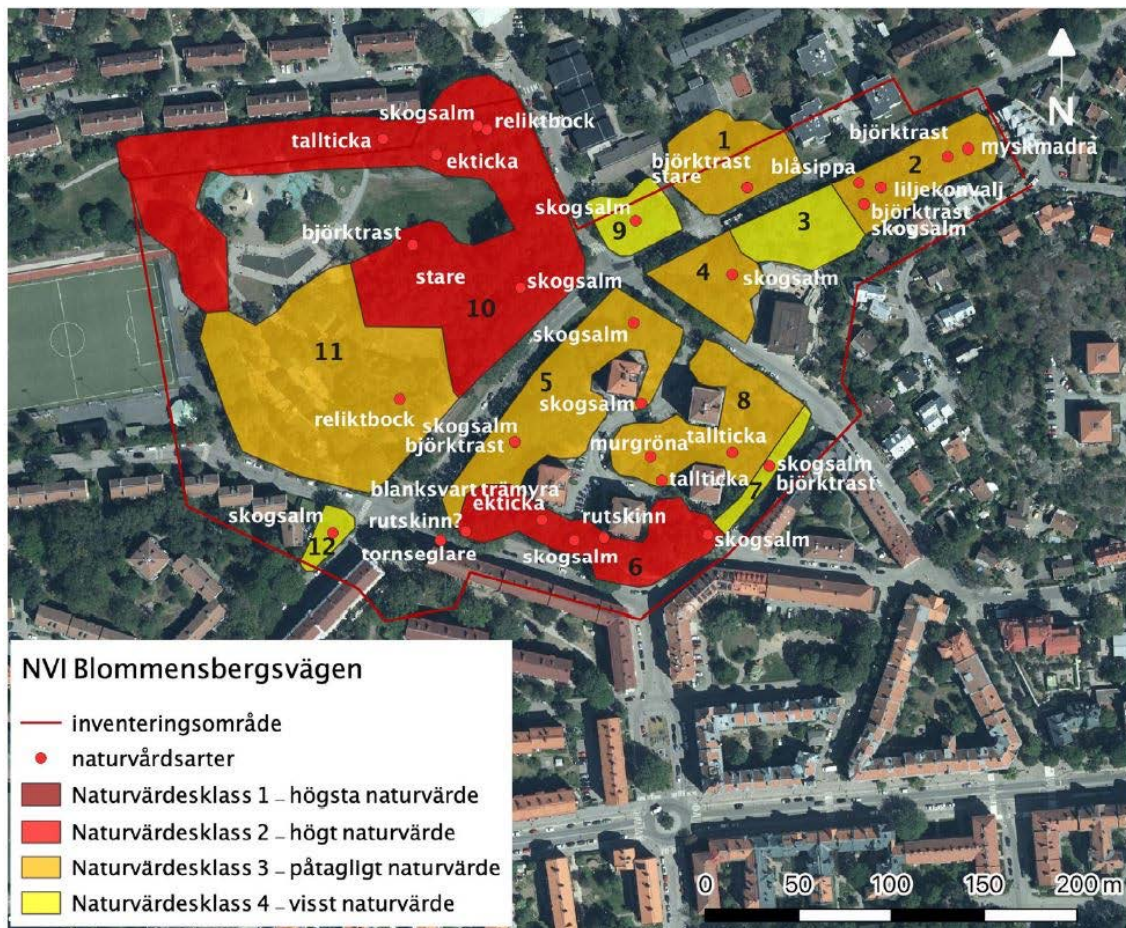 skogsalm
reliktbock
tallticka
ekticka
N
björktrast
myskmadra
1
2
björktrast
stare
blåsippa
liljekonvalj
björktrast
skogsalm
skogsalm
9
3
björktrast
stare
4
skogsalm
skogsalm
10
11
skogsalm
5
8
skogsalm
reliktbock
skogsalm
björktrast
murgröna
tallticka
tallticka
skogsalm
björktrast
7
blanksvart trämyra
ekticka
skogsalm
12
rutskinn?
rutskinn
tornseglare
skogsalm
skogsalm
6
NVI Blommensbergsvägen
inventeringsområde
naturvårdsarter
Naturvärdesklass 1 – högsta naturvärde
Naturvärdesklass 2 – högt naturvärde
Naturvärdesklass 3 – påtagligt naturvärde
Naturvärdesklass 4 – visst naturvärde
0 50 100 150 200 m